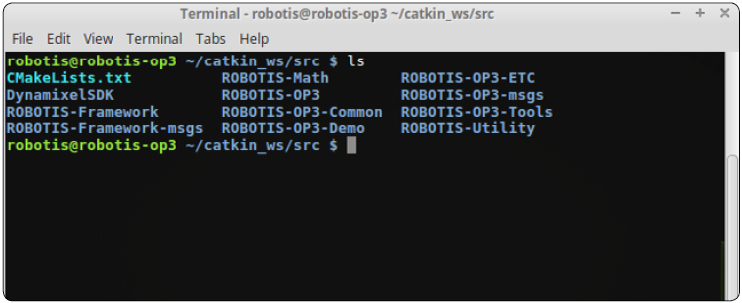 Terminal - robotis@robotis-op3 ~/catkin_ws/src
File Edit View Terminal Tabs Help
robotis@robotis-op3 ~/catkin_ws/src $ ls
CMakeLists.txt ROBOTIS-Math ROBOTIS-OP3-ETC
DynamixelSDK ROBOTIS-OP3 ROBOTIS-OP3-msgs
ROBOTIS-Framework ROBOTIS-OP3-Common ROBOTIS-OP3-Tools
ROBOTIS-Framework-msgs ROBOTIS-OP3-Demo ROBOTIS-Utility
robotis@robotis-op3 ~/catkin_ws/src $